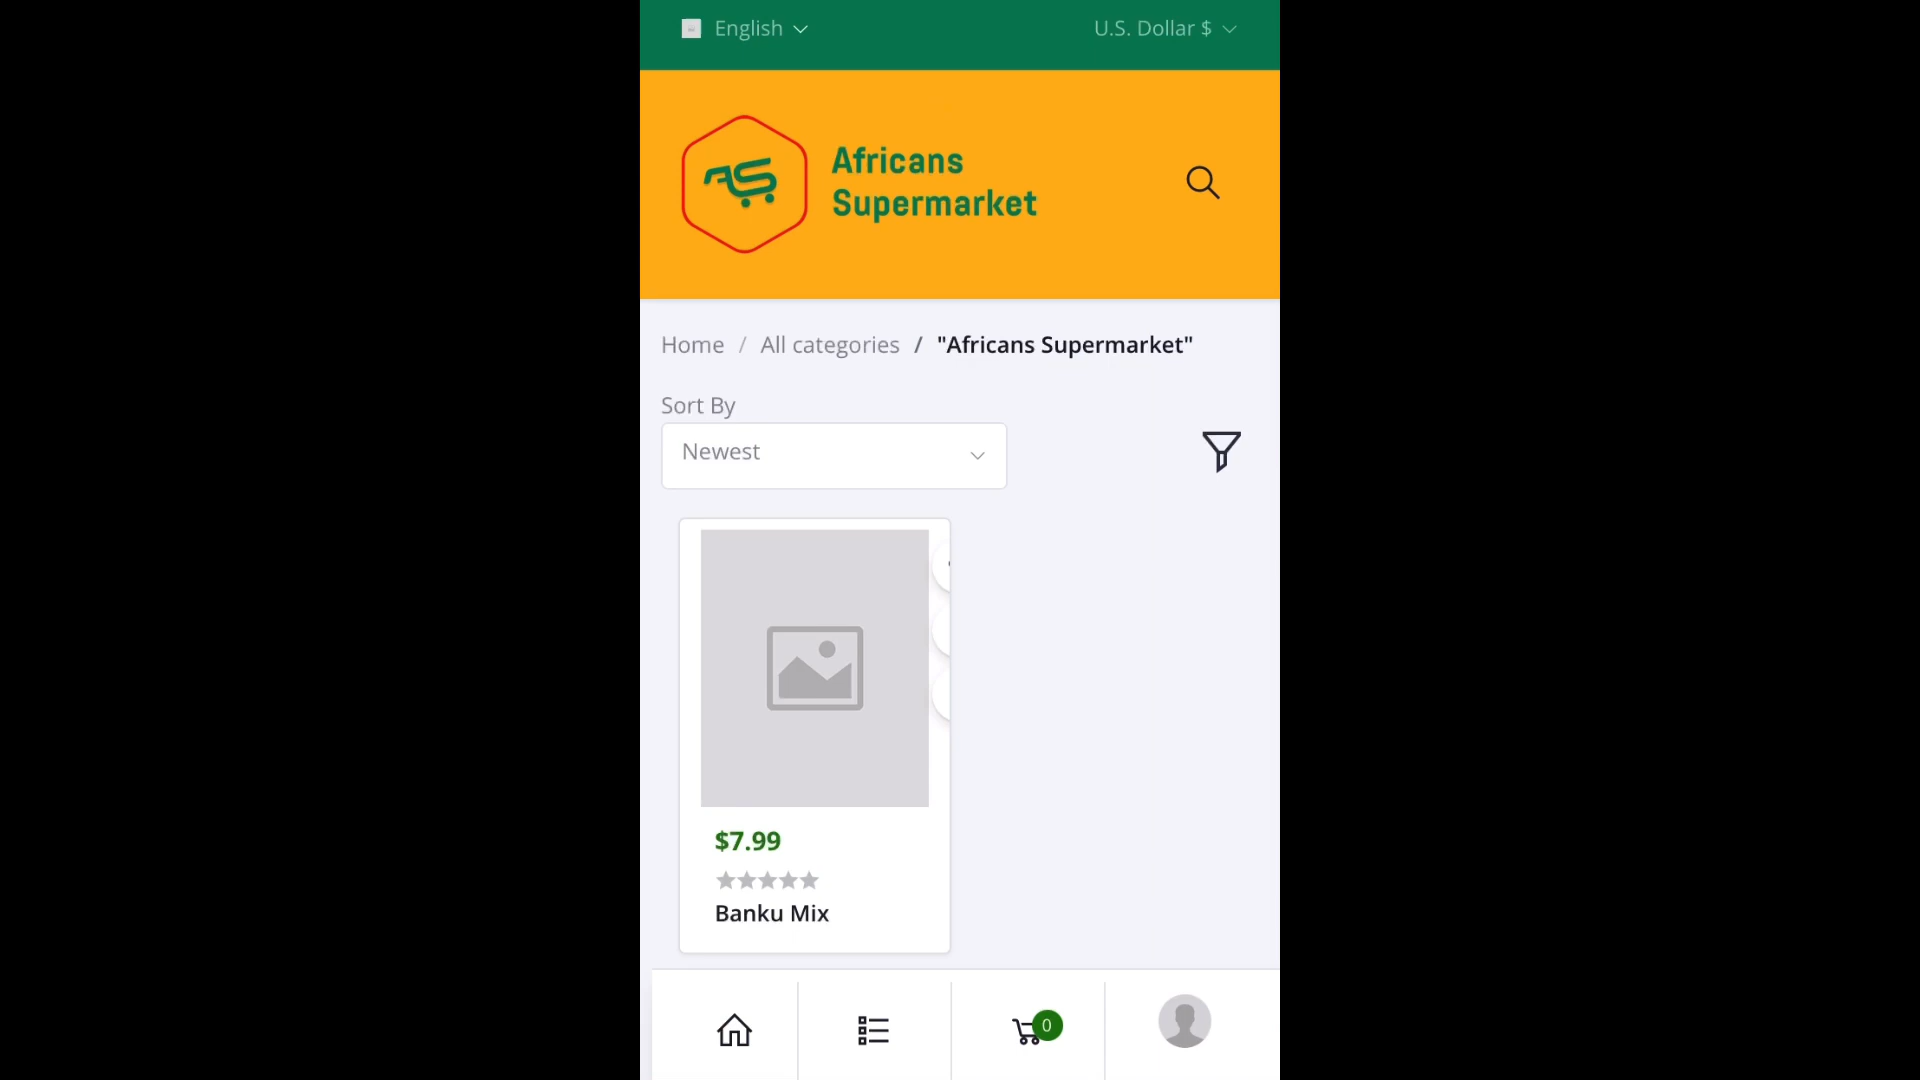 English
U.S. Dollar $
Africans
Supermarket
Home / All categories / "Africans Supermarket"
Sort By
Newest
$7.99
Banku Mix
0